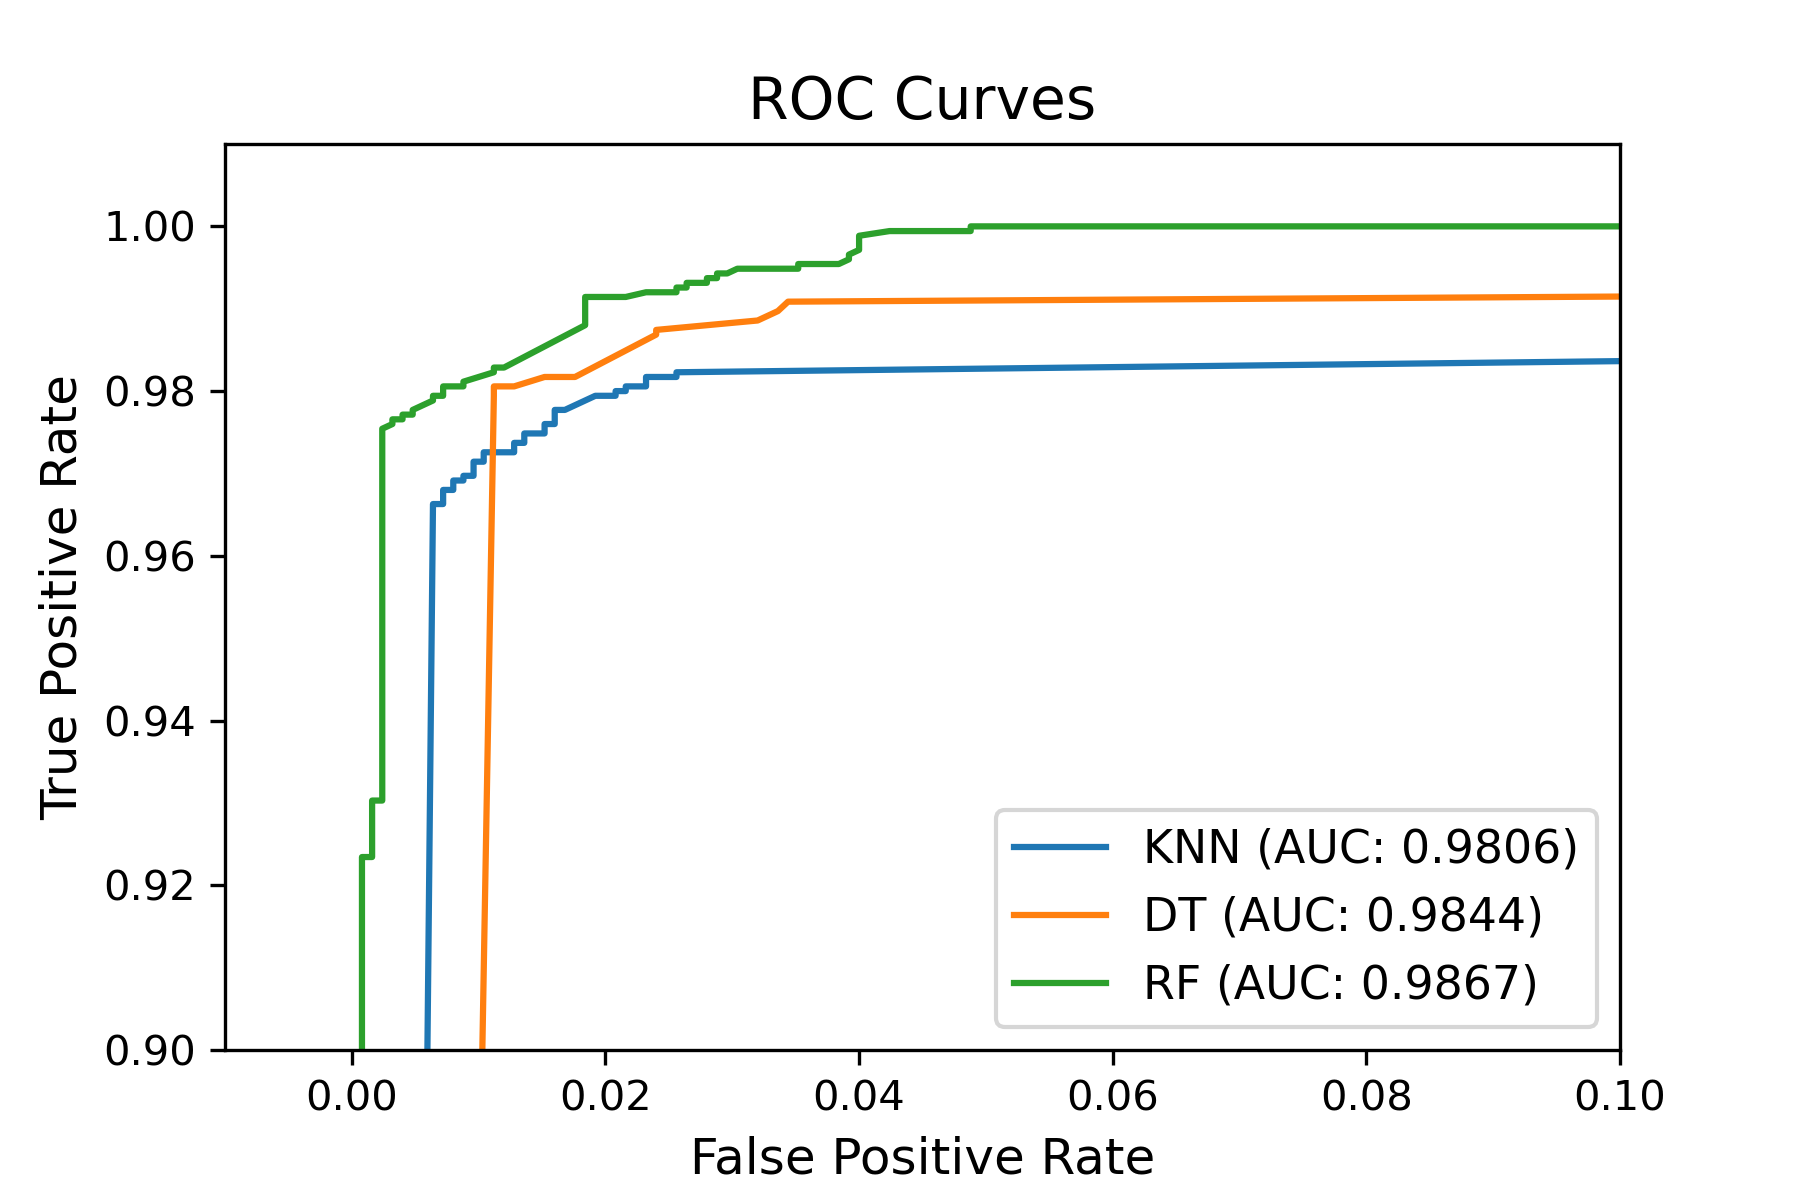 ROC Curves
True Positive Rate
1.00
0.98
0.96
0.94
0.92
0.90
KNN (AUC: 0.9806)
DT (AUC: 0.9844)
RF (AUC: 0.9867)
0.00 0.02 0.04 0.06 0.08 0.10
False Positive Rate